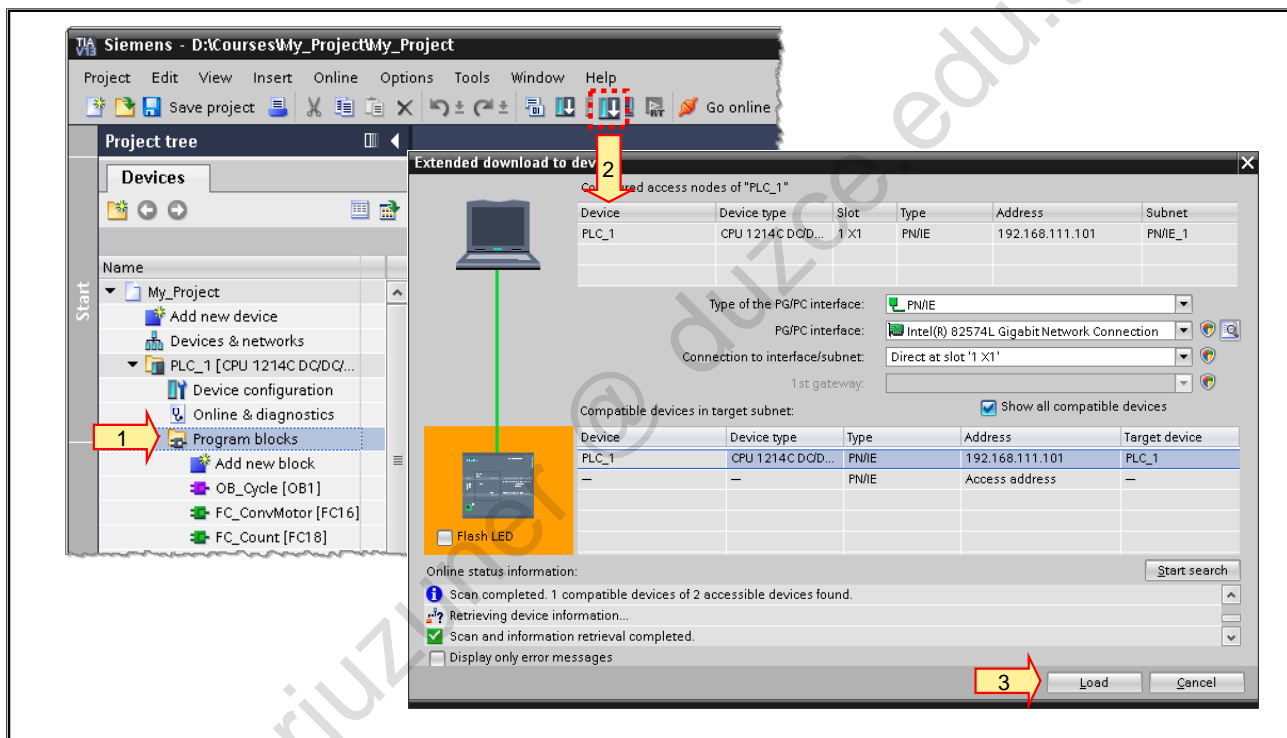 TIA V13 Siemens - D:\Courses\My_Project\My_Project
Project Edit View Insert Online Options Tools Window Help
Save project RT Go online
Start
Project tree
Devices
Name
My_Project
Add new device
Devices & networks
PLC_1 [CPU 1214C DC/DC/...
Device configuration
Online & diagnostics
1
Program blocks
Add new block
OB_Cycle [OB1]
FC_ConvMotor [FC16]
FC_Count [FC18]
2
Extended download to
access nodes of "PLC_1"
Device Device type Slot Type Address Subnet
PLC_1 CPU 1214C DC/D... 1 X1 PN/IE 192.168.111.101 PN/IE_1
Type of the PG/PC interface: PN/IE
PG/PC interface: Intel(R) 82574L Gigabit Network Connection
Connection to interface/subnet: Direct at slot '1 X1'
1st gateway:
Compatible devices in target subnet: Show all compatible devices
Device Device type Type Address Target device
PLC_1 CPU 1214C DC/D... PN/IE 192.168.111.101 PLC_1
— — PN/IE Access address —
Flash LED
Online status information: Start search
Scan completed. 1 compatible devices of 2 accessible devices found.
Retrieving device information...
Scan and information retrieval completed.
Display only error messages
3
Load Cancel
@ duzce.edu.